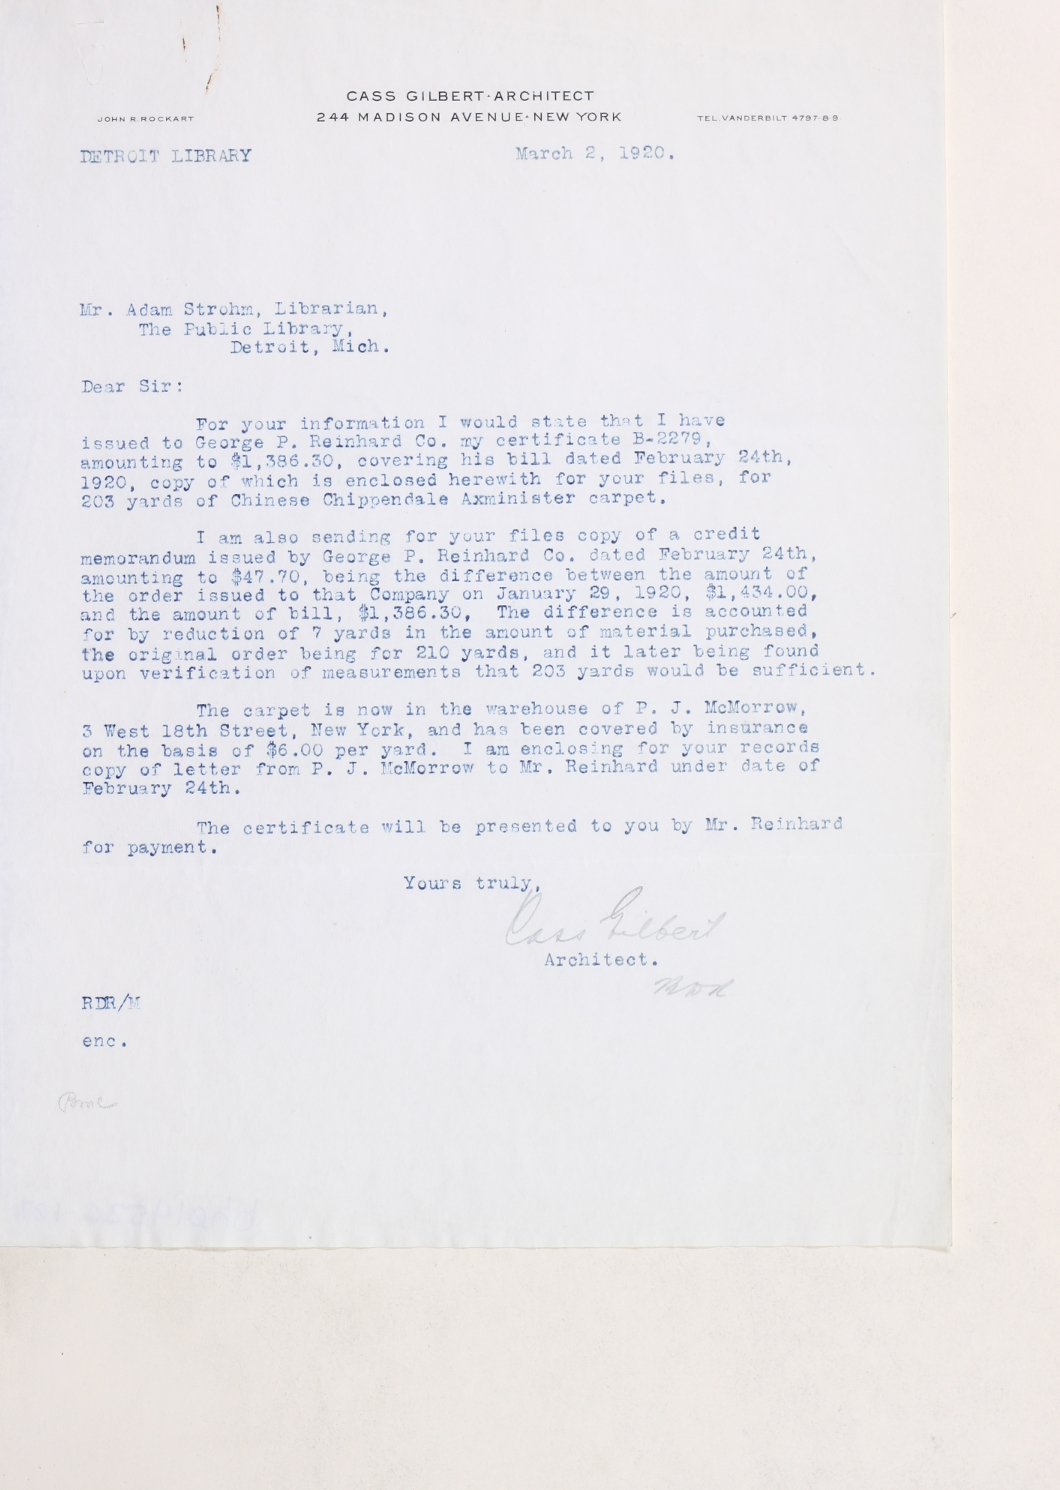 CASS GILBERT·ARCHITECT
JOHN R. ROCKART 244 MADISON AVENUE·NEW YORK TEL. VANDERBILT 4797-8-9
DETROIT LIBRARY March 2, 1920.
Mr. Adam Strohm, Librarian,
The Public Library,
Detroit, Mich.
Dear Sir:
For your information I would state that I have
issued to George P. Reinhard Co. my certificate B-2279,
amounting to $1,386.30, covering his bill dated February 24th,
1920, copy of which is enclosed herewith for your files, for
203 yards of Chinese Chippendale Axminister carpet.
I am also sending for your files copy of a credit
memorandum issued by George P. Reinhard Co. dated February 24th,
amounting to $47.70, being the difference between the amount of
the order issued to that Company on January 29, 1920, $1,434.00,
and the amount of bill, $1,386.30, The difference is accounted
for by reduction of 7 yards in the amount of material purchased,
the original order being for 210 yards, and it later being found
upon verification of measurements that 203 yards would be sufficient.
The carpet is now in the warehouse of P. J. McMorrow,
3 West 18th Street, New York, and has been covered by insurance
on the basis of $6.00 per yard. I am enclosing for your records
copy of letter from P. J. McMorrow to Mr. Reinhard under date of
February 24th.
The certificate will be presented to you by Mr. Reinhard
for payment.
Yours truly,
Cass Gilbert
Architect.
RDR/M
enc.